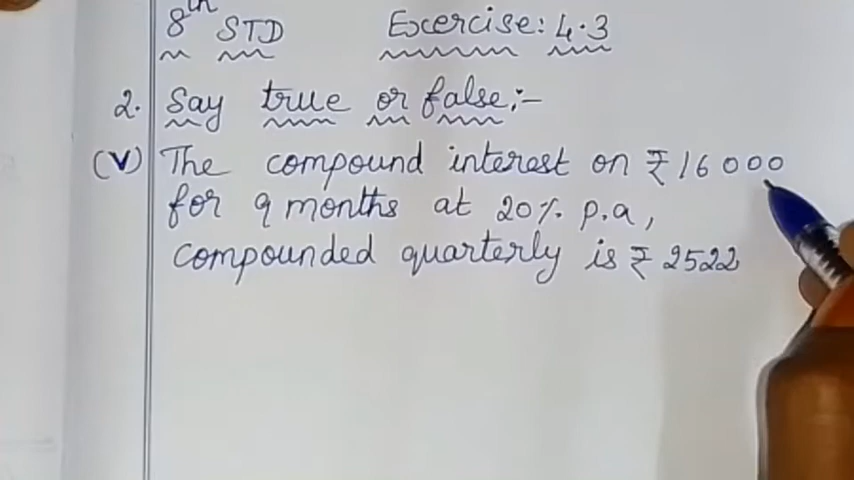 8th STD Exercise: 4.3
2. Say true or false:-
(V) The compound interest on ₹16000
for 9 months at 20% p.a,
compounded quarterly is ₹2522